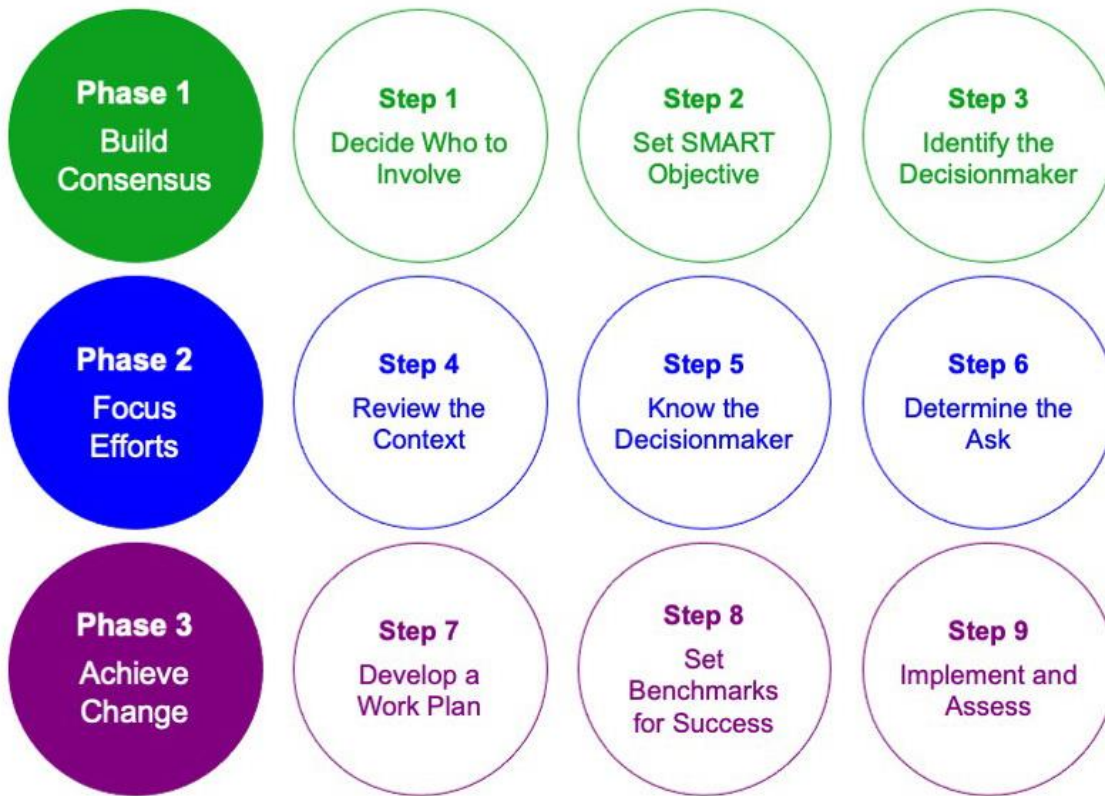 Phase 1
Build
Consensus
Step 1
Decide Who to
Involve
Step 2
Set SMART
Objective
Step 3
Identify the
Decisionmaker
Phase 2
Focus
Efforts
Step 4
Review the
Context
Step 5
Know the
Decisionmaker
Step 6
Determine the
Ask
Phase 3
Achieve
Change
Step 7
Develop a
Work Plan
Step 8
Set
Benchmarks
for Success
Step 9
Implement and
Assess